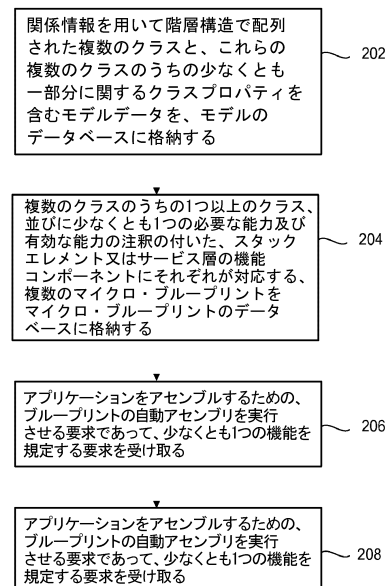 関係情報を用いて階層構造で配列
された複数のクラスと、これらの
複数のクラスのうちの少なくとも
一部分に関するクラスプロパティを
含むモデルデータを、モデルの
データベースに格納する
202
複数のクラスのうちの1つ以上のクラス、
並びに少なくとも1つの必要な能力及び
有効な能力の注釈の付いた、スタック
エレメント又はサービス層の機能
コンポーネントにそれぞれが対応する、
複数のマイクロ・ブループリントを
マイクロ・ブループリントのデータ
ベースに格納する
204
アプリケーションをアセンブルするための、
ブループリントの自動アセンブリを実行
させる要求であって、少なくとも1つの機能を
規定する要求を受け取る
206
アプリケーションをアセンブルするための、
ブループリントの自動アセンブリを実行
させる要求であって、少なくとも1つの機能を
規定する要求を受け取る
208